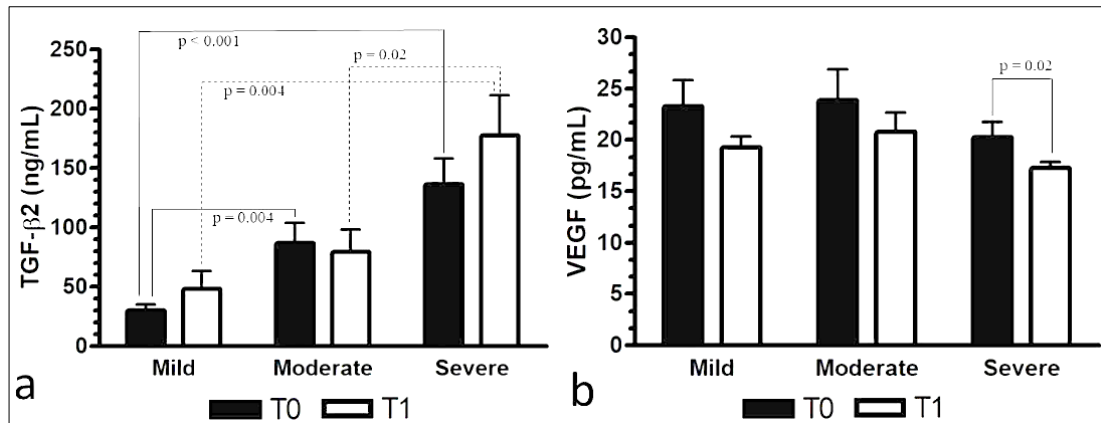 p < 0.001
p = 0.02
p = 0.004
p = 0.004
TGF-β2 (ng/mL)
250
200
150
100
50
0
Mild Moderate Severe
a
T0 T1
p = 0.02
VEGF (pg/mL)
30
25
20
15
10
5
0
Mild Moderate Severe
b
T0 T1